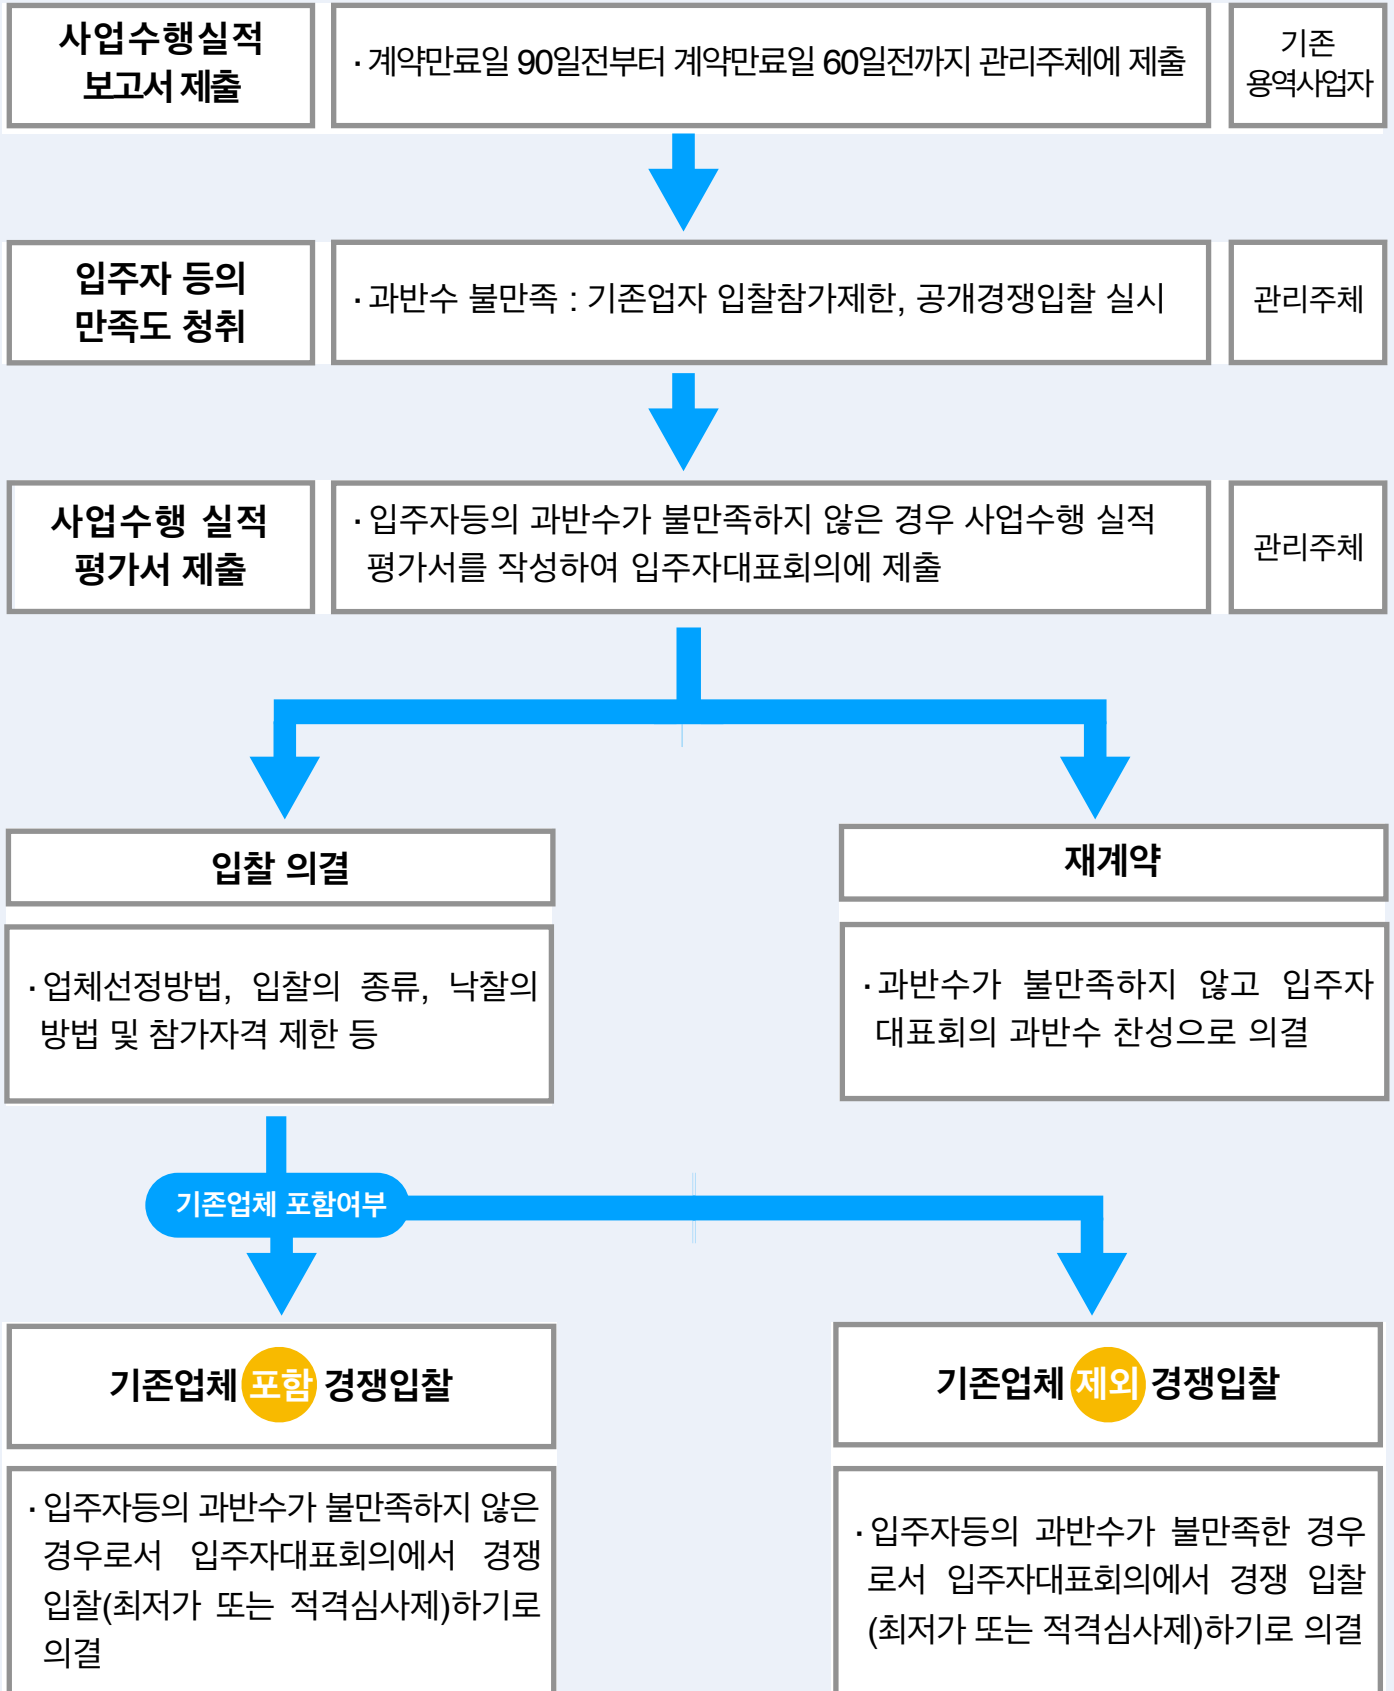 사업수행실적
보고서 제출
· 계약만료일 90일전부터 계약만료일 60일전까지 관리주체에 제출
기존
용역사업자
입주자 등의
만족도 청취
· 과반수 불만족 : 기존업자 입찰참가제한, 공개경쟁입찰 실시
관리주체
사업수행 실적
평가서 제출
· 입주자등의 과반수가 불만족하지 않은 경우 사업수행 실적
평가서를 작성하여 입주자대표회의에 제출
관리주체
입찰 의결
· 업체선정방법, 입찰의 종류, 낙찰의
방법 및 참가자격 제한 등
재계약
· 과반수가 불만족하지 않고 입주자
대표회의 과반수 찬성으로 의결
기존업체 포함여부
기존업체 포함 경쟁입찰
· 입주자등의 과반수가 불만족하지 않은
경우로서 입주자대표회의에서 경쟁
입찰(최저가 또는 적격심사제)하기로
의결
기존업체 제외 경쟁입찰
· 입주자등의 과반수가 불만족한 경우
로서 입주자대표회의에서 경쟁 입찰
(최저가 또는 적격심사제)하기로 의결